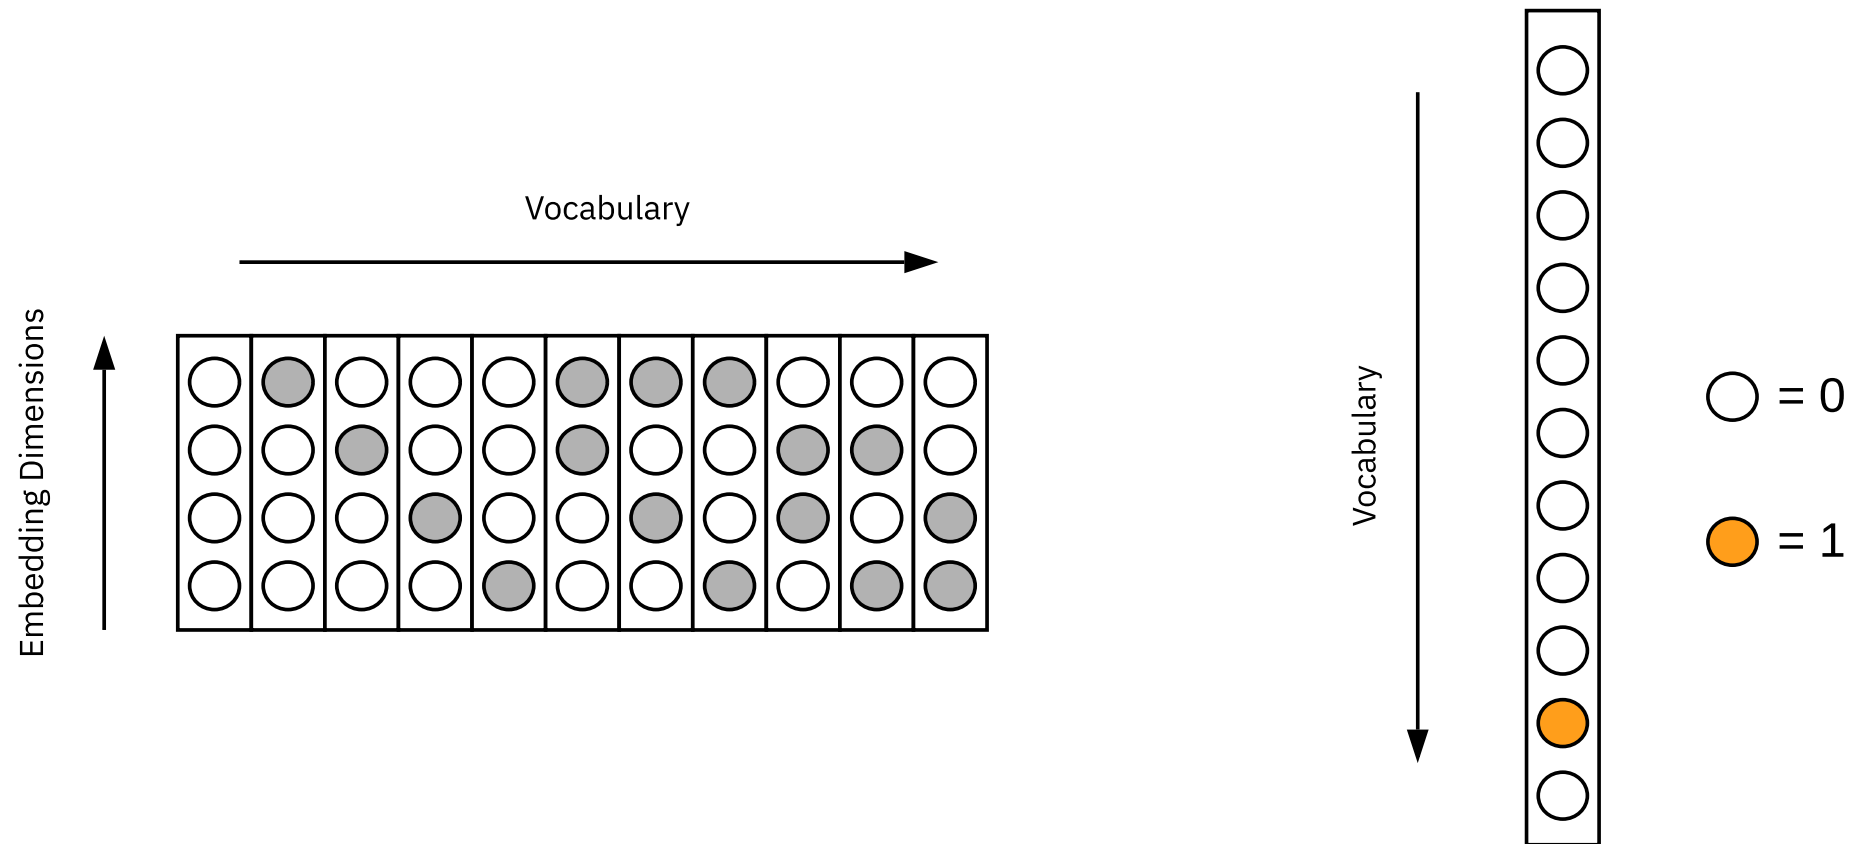 Vocabulary
Embedding Dimensions
Vocabulary
= 0
= 1